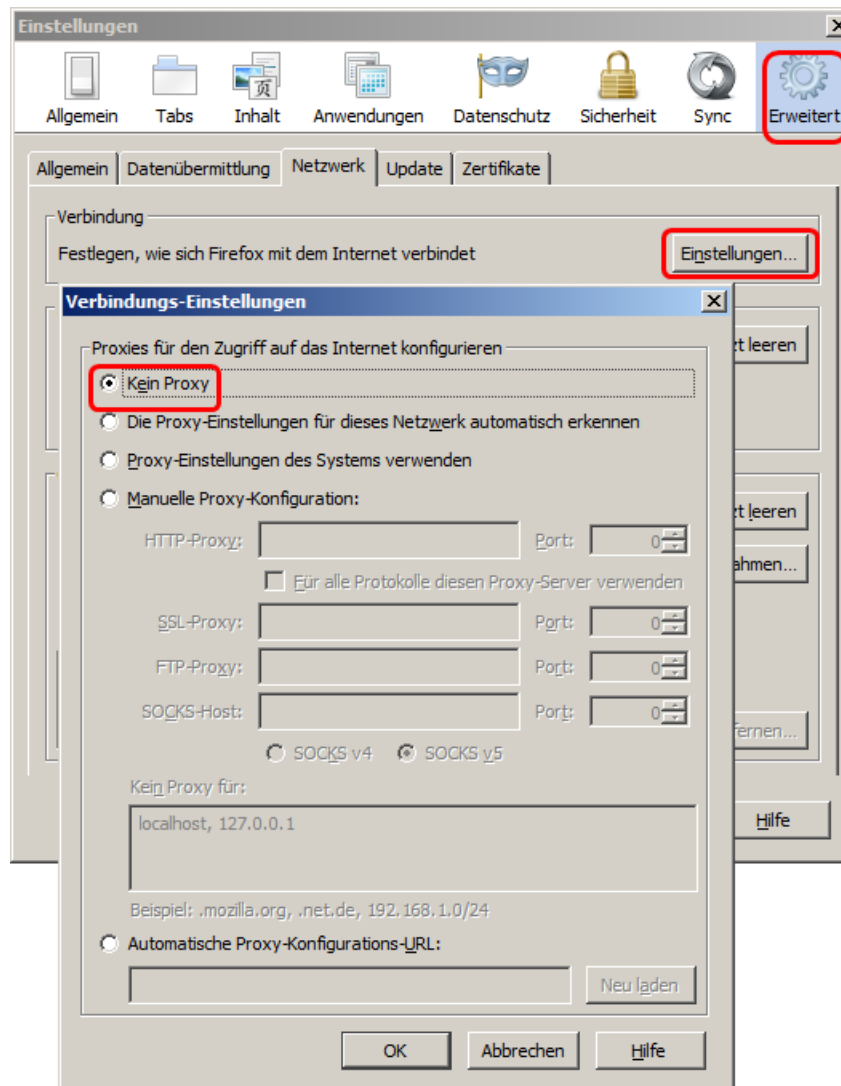 Einstellungen
Allgemein Tabs Inhalt Anwendungen Datenschutz Sicherheit Sync Erweitert
Allgemein Datenübermittlung Netzwerk Update Zertifikate
Verbindung
Festlegen, wie sich Firefox mit dem Internet verbindet Einstellungen...
Verbindungs-Einstellungen
Proxies für den Zugriff auf das Internet konfigurieren
leeren
Kein Proxy
Die Proxy-Einstellungen für dieses Netzwerk automatisch erkennen
Proxy-Einstellungen des Systems verwenden
Manuelle Proxy-Konfiguration:
leeren
HTTP-Proxy: Port: 0
Für alle Protokolle diesen Proxy-Server verwenden
ahmen...
SSL-Proxy: Port: 0
FTP-Proxy: Port: 0
SOCKS-Host: Port: 0
fernen...
SOCKS v4 SOCKS v5
Kein Proxy für:
localhost, 127.0.0.1
Hilfe
Beispiel: .mozilla.org, .net.de, 192.168.1.0/24
Automatische Proxy-Konfigurations-URL:
Neu laden
OK Abbrechen Hilfe